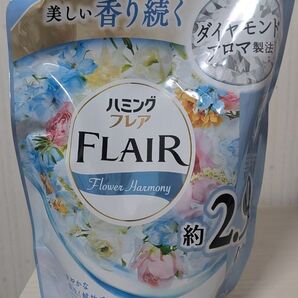 美しい香り続く
ダイヤモンド
アロマ製法
ハミング
フレア
FLAIR
Flower Harmony
約2.